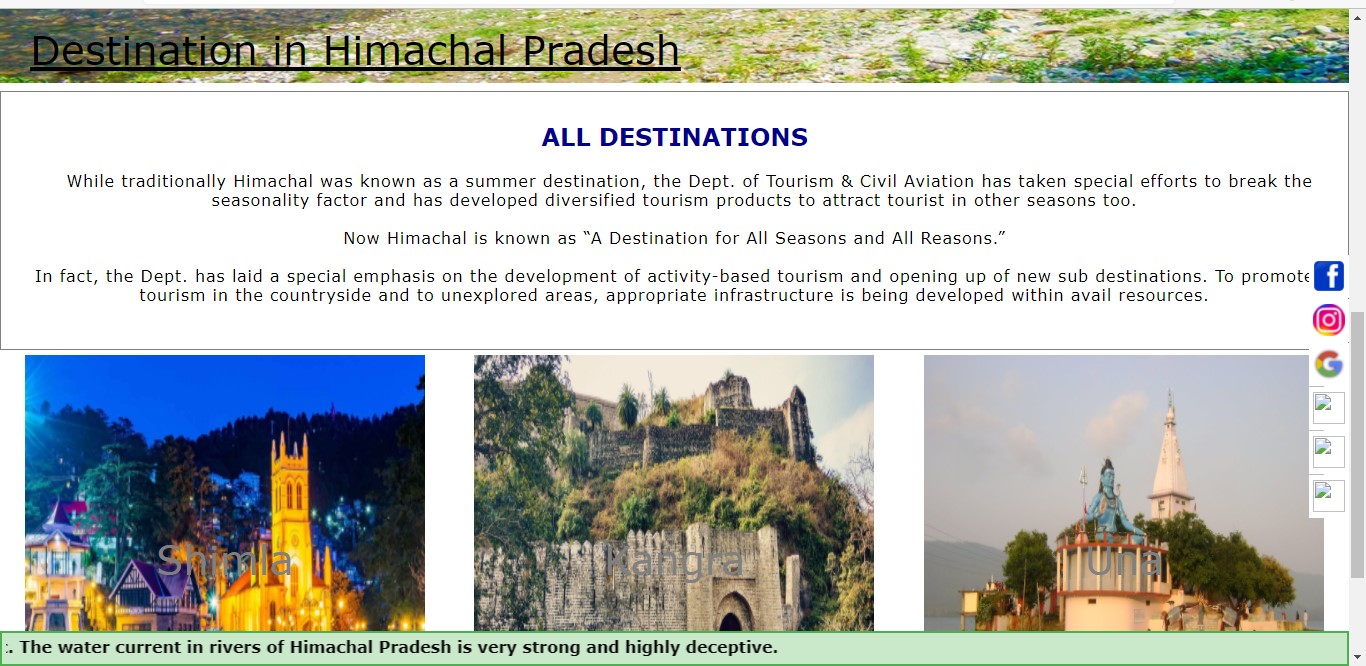 Destination in Himachal Pradesh
ALL DESTINATIONS
While traditionally Himachal was known as a summer destination, the Dept. of Tourism & Civil Aviation has taken special efforts to break the
seasonality factor and has developed diversified tourism products to attract tourist in other seasons too.
Now Himachal is known as “A Destination for All Seasons and All Reasons.”
In fact, the Dept. has laid a special emphasis on the development of activity-based tourism and opening up of new sub destinations. To promote
tourism in the countryside and to unexplored areas, appropriate infrastructure is being developed within avail resources.
Shimla
Kangra
Una
. The water current in rivers of Himachal Pradesh is very strong and highly deceptive.